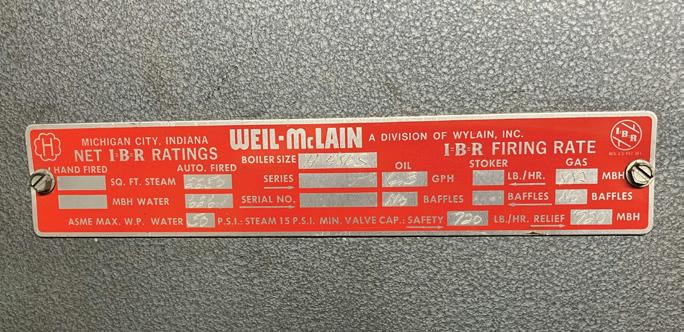 MICHIGAN CITY, INDIANA WEIL-McLAIN A DIVISION OF WYLAIN, INC.
H NET I=B=R RATINGS I=B=R FIRING RATE I=B=R
HAND FIRED AUTO. FIRED BOILER SIZE OIL STOKER GAS
SQ. FT. STEAM SERIES GPH LB./HR. MBH
MBH WATER SERIAL NO. BAFFLES BAFFLES BAFFLES
ASME MAX. W.P. WATER 50 P.S.I.: STEAM 15 P.S.I. MIN. VALVE CAP.: SAFETY 720 LB./HR. RELIEF 720 MBH